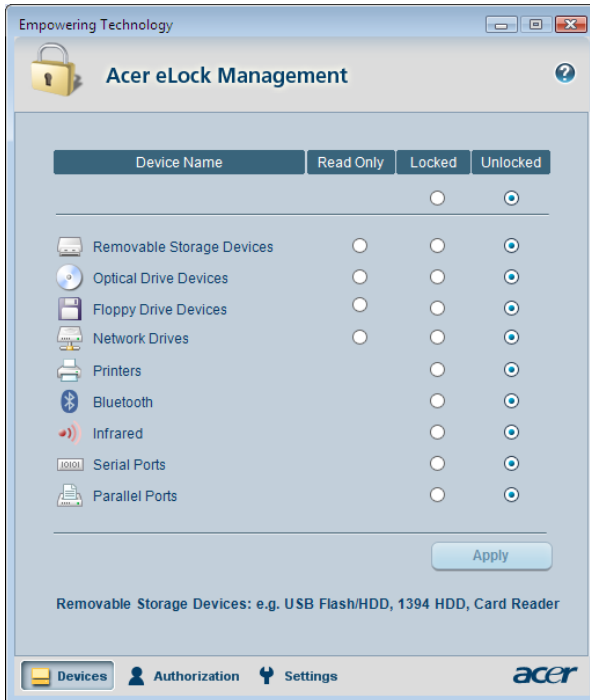 Empowering Technology
Acer eLock Management
Device Name Read Only Locked Unlocked
Removable Storage Devices
Optical Drive Devices
Floppy Drive Devices
Network Drives
Printers
Bluetooth
Infrared
10101 Serial Ports
Parallel Ports
Apply
Removable Storage Devices: e.g. USB Flash/HDD, 1394 HDD, Card Reader
Devices Authorization Settings acer